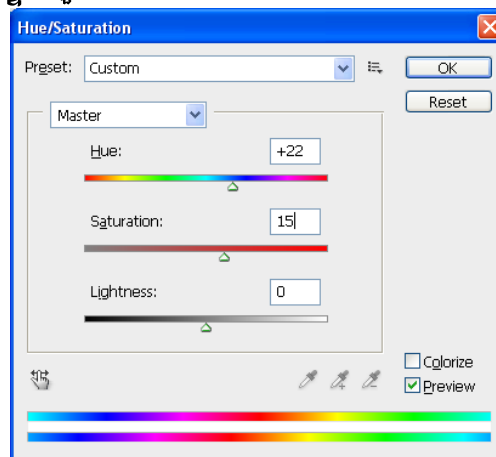 Hue/Saturation
Preset: Custom
OK
Reset
Master
Hue: +22
Saturation: 15
Lightness: 0
Colorize
Preview